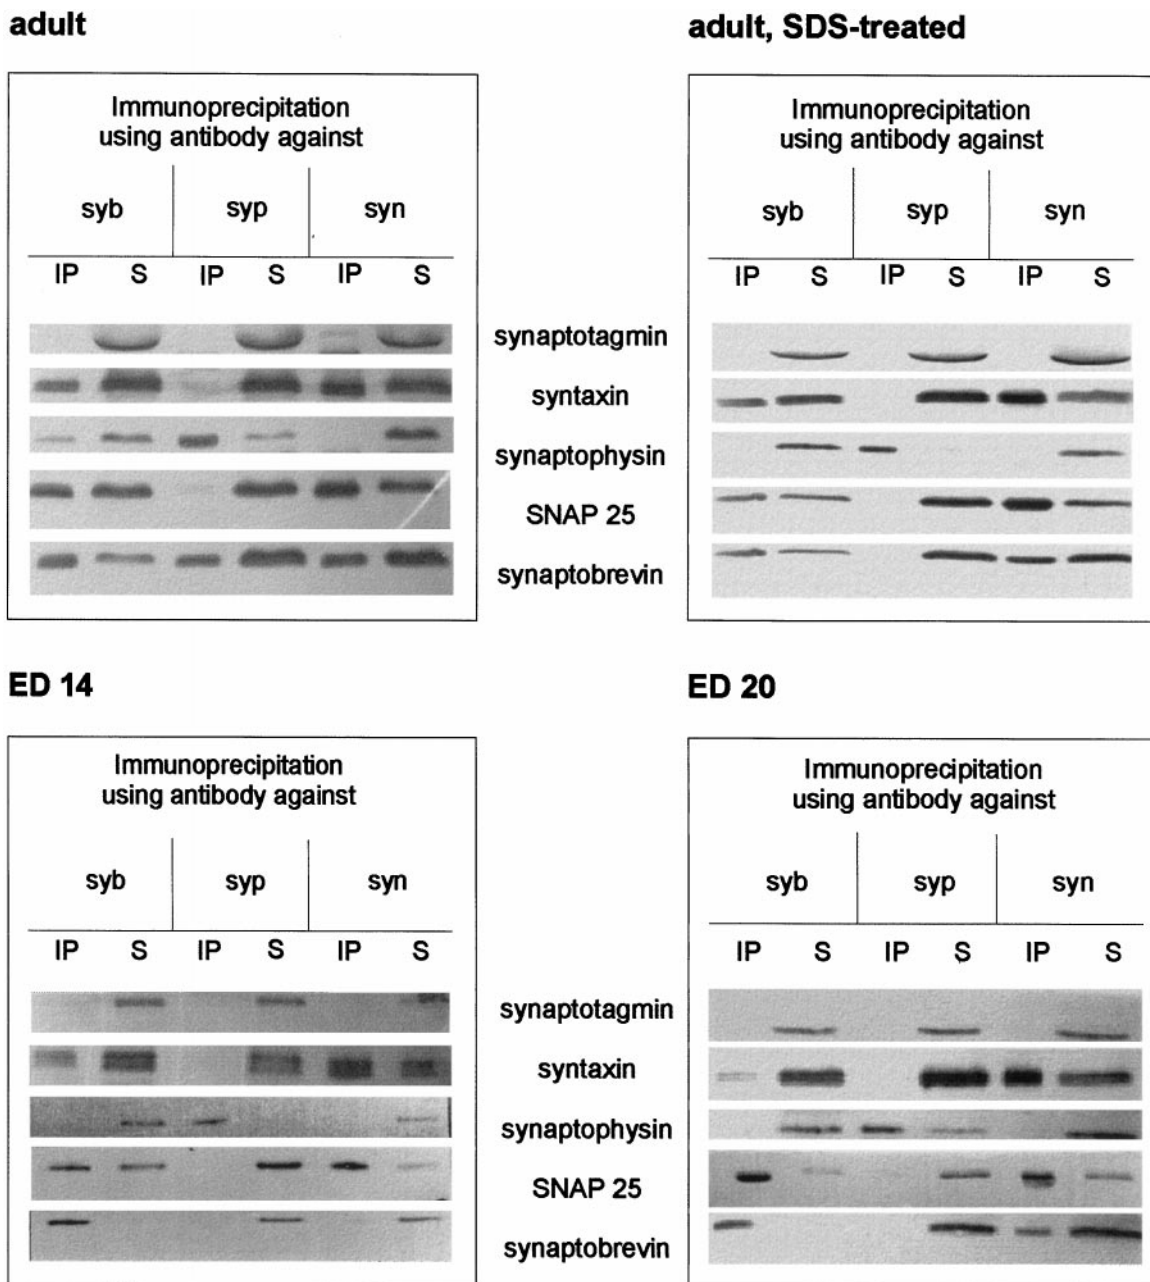 adult
Immunoprecipitation
using antibody against
syb syp syn
IP S IP S IP S
adult, SDS-treated
Immunoprecipitation
using antibody against
syb syp syn
IP S IP S IP S
synaptotagmin
syntaxin
synaptophysin
SNAP 25
synaptobrevin
ED 14
Immunoprecipitation
using antibody against
syb syp syn
IP S IP S IP S
ED 20
Immunoprecipitation
using antibody against
syb syp syn
IP S IP S IP S
synaptotagmin
syntaxin
synaptophysin
SNAP 25
synaptobrevin